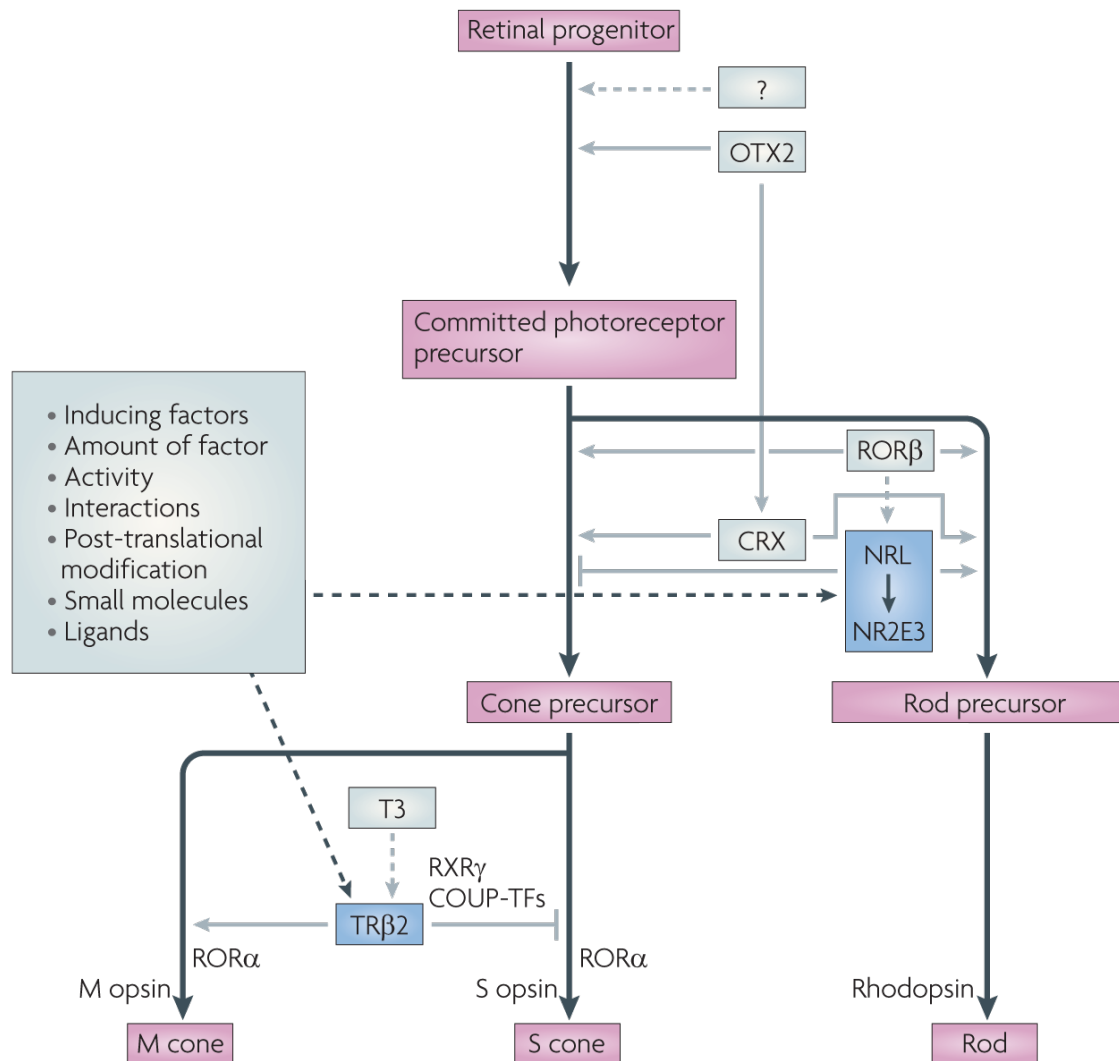 Retinal progenitor
?
OTX2
Committed photoreceptor
precursor
• Inducing factors
• Amount of factor
• Activity
• Interactions
• Post-translational
modification
• Small molecules
• Ligands
RORβ
CRX
NRL
NR2E3
Cone precursor
Rod precursor
T3
RXRγ
COUP-TFs
TRβ2
RORα
RORα
M opsin
S opsin
Rhodopsin
M cone
S cone
Rod